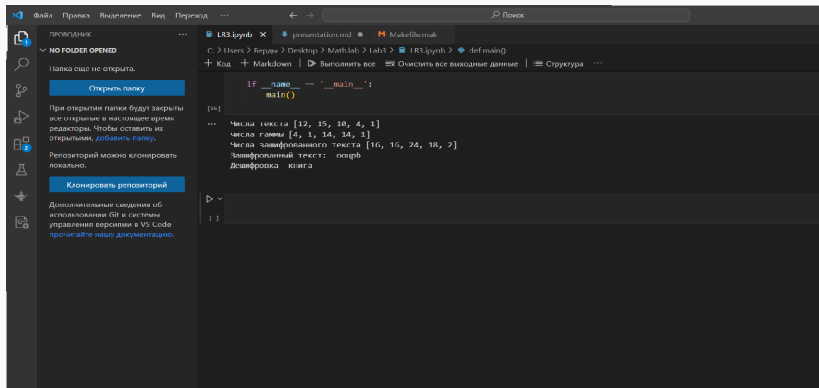 Файл Правка Выделение Вид Переход ... Поиск
ПРОВОДНИК ...
NO FOLDER OPENED
Папка еще не открыта.
Открыть папку
При открытии папки будут закрыты
все открытые в настоящее время
редакторы. Чтобы оставить их
открытыми, добавить папку.
Репозиторий можно клонировать
локально.
Клонировать репозиторий
Дополнительные сведения об
использовании Git и системы
управления версиями в VS Code
прочитайте нашу документацию.
LR3.ipynb presentation.md Makefile.mak
C: > Users > Берды > Desktop > Math.lab > Lab3 > LR3.ipynb > def main():
+ Код + Markdown | Выполнить все Очистить все выходные данные | Структура ...
if __name__ == '__main__':
main()
... Числа текста [12, 15, 10, 4, 1]
числа гаммы [4, 1, 14, 14, 1]
Числа зашифрованного текста [16, 16, 24, 18, 2]
Зашифрованный текст: ооцрб
Дешифровка книга
[ ]